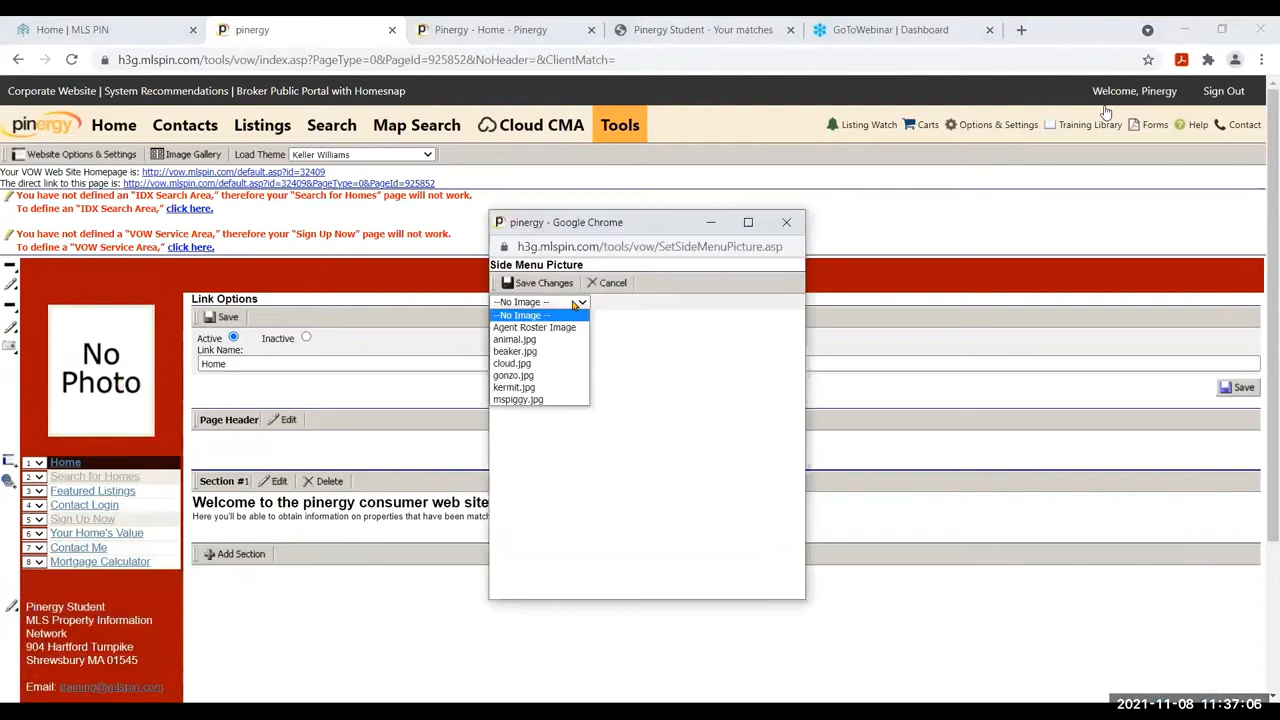 Home | MLS PIN
pinergy
Pinergy - Home - Pinergy
Pinergy Student - Your matches
GoToWebinar | Dashboard
h3g.mlspin.com/tools/vow/index.asp?PageType=0&PageId=925852&NoHeader=&ClientMatch=
Corporate Website | System Recommendations | Broker Public Portal with Homesnap
Welcome, Pinergy
Sign Out
pinergy
Home
Contacts
Listings
Search
Map Search
Cloud CMA
Tools
Listing Watch
Carts
Options & Settings
Training Library
Forms
Help
Contact
Website Options & Settings
Image Gallery
Load Theme
Keller Williams
Your VOW Web Site Homepage is: http://vow.mlspin.com/default.asp?id=32409
The direct link to this page is: http://vow.mlspin.com/default.asp?id=32409&PageType=0&PageId=925852
You have not defined an "IDX Search Area," therefore your "Search for Homes" page will not work.
To define an "IDX Search Area," click here.
You have not defined a "VOW Service Area," therefore your "Sign Up Now" page will not work.
To define a "VOW Service Area," click here.
pinergy - Google Chrome
h3g.mlspin.com/tools/vow/SetSideMenuPicture.asp
Side Menu Picture
Save Changes
Cancel
--No Image --
--No Image --
Agent Roster Image
animal.jpg
beaker.jpg
cloud.jpg
gonzo.jpg
kermit.jpg
mspiggy.jpg
Link Options
Save
Active
Inactive
Link Name:
Home
Save
No
Photo
Page Header
Edit
1 Home
2 Search for Homes
3 Featured Listings
4 Contact Login
5 Sign Up Now
6 Your Home's Value
7 Contact Me
8 Mortgage Calculator
Section #1
Edit
Delete
Welcome to the pinergy consumer web site
Here you'll be able to obtain information on properties that have been match
Add Section
Pinergy Student
MLS Property Information
Network
904 Hartford Turnpike
Shrewsbury MA 01545
Email: training@mlspin.com
2021-11-08 11:37:06